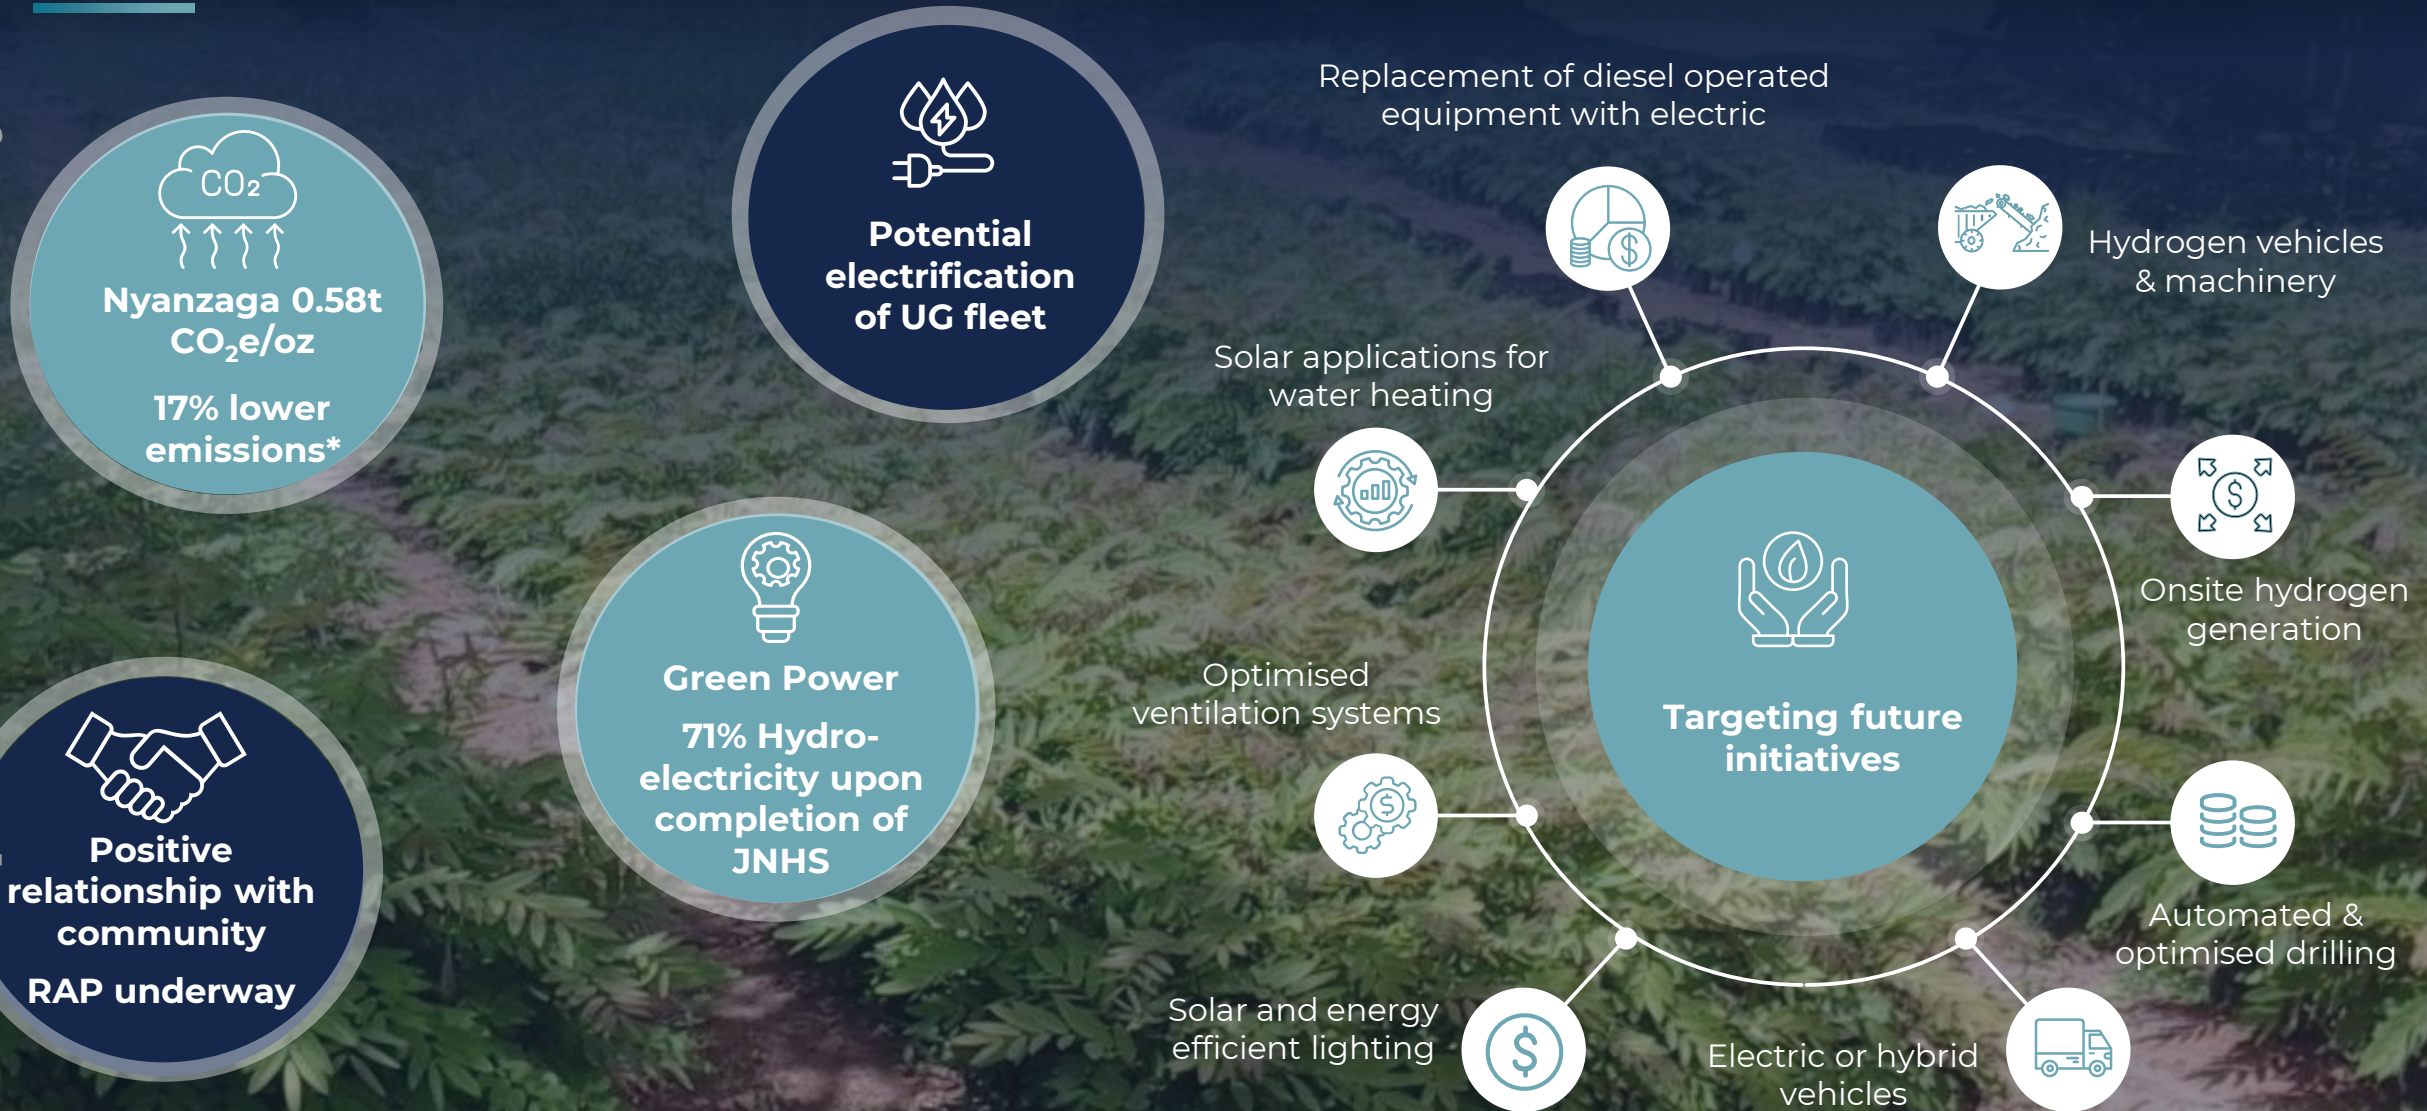 CO2
Nyanzaga 0.58t
CO₂e/oz
17% lower
emissions*
Potential
electrification
of UG fleet
Green Power
71% Hydro-
electricity upon
completion of
JNHS
Positive
relationship with
community
RAP underway
Replacement of diesel operated
equipment with electric
Hydrogen vehicles
& machinery
Solar applications for
water heating
Onsite hydrogen
generation
Optimised
ventilation systems
Targeting future
initiatives
Automated &
optimised drilling
Solar and energy
efficient lighting
Electric or hybrid
vehicles